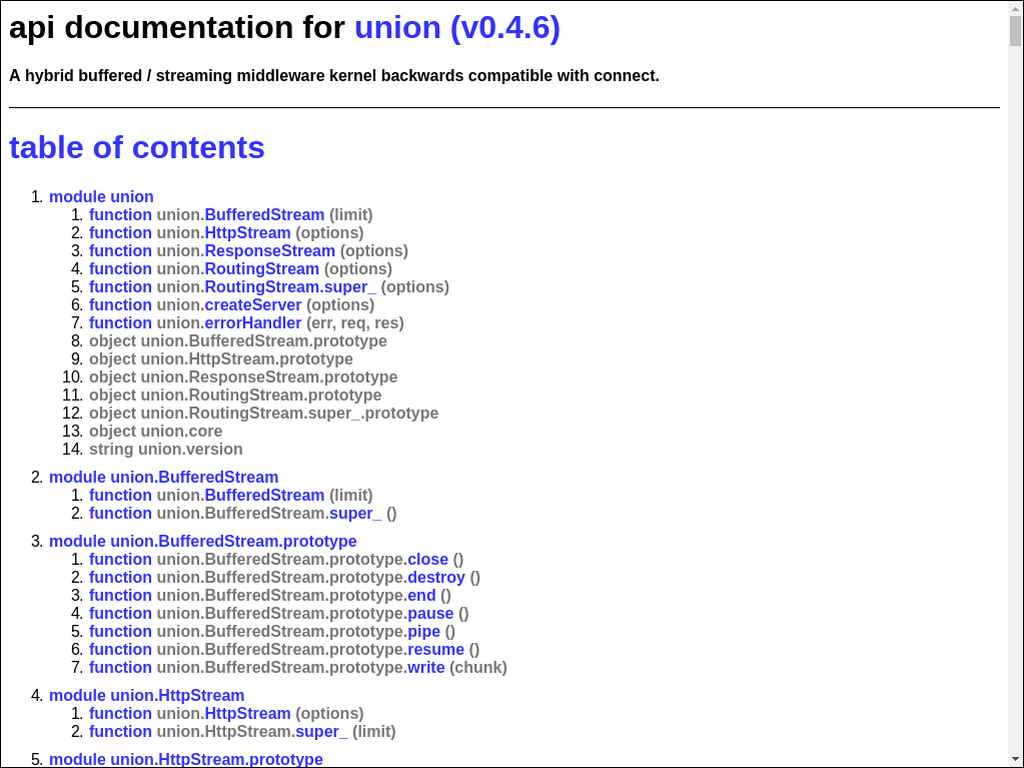 api documentation for union (v0.4.6)
A hybrid buffered / streaming middleware kernel backwards compatible with connect.
table of contents
1. module union
1. function union.BufferedStream (limit)
2. function union.HttpStream (options)
3. function union.ResponseStream (options)
4. function union.RoutingStream (options)
5. function union.RoutingStream.super_ (options)
6. function union.createServer (options)
7. function union.errorHandler (err, req, res)
8. object union.BufferedStream.prototype
9. object union.HttpStream.prototype
10. object union.ResponseStream.prototype
11. object union.RoutingStream.prototype
12. object union.RoutingStream.super_.prototype
13. object union.core
14. string union.version
2. module union.BufferedStream
1. function union.BufferedStream (limit)
2. function union.BufferedStream.super_ ()
3. module union.BufferedStream.prototype
1. function union.BufferedStream.prototype.close ()
2. function union.BufferedStream.prototype.destroy ()
3. function union.BufferedStream.prototype.end ()
4. function union.BufferedStream.prototype.pause ()
5. function union.BufferedStream.prototype.pipe ()
6. function union.BufferedStream.prototype.resume ()
7. function union.BufferedStream.prototype.write (chunk)
4. module union.HttpStream
1. function union.HttpStream (options)
2. function union.HttpStream.super_ (limit)
5. module union.HttpStream.prototype